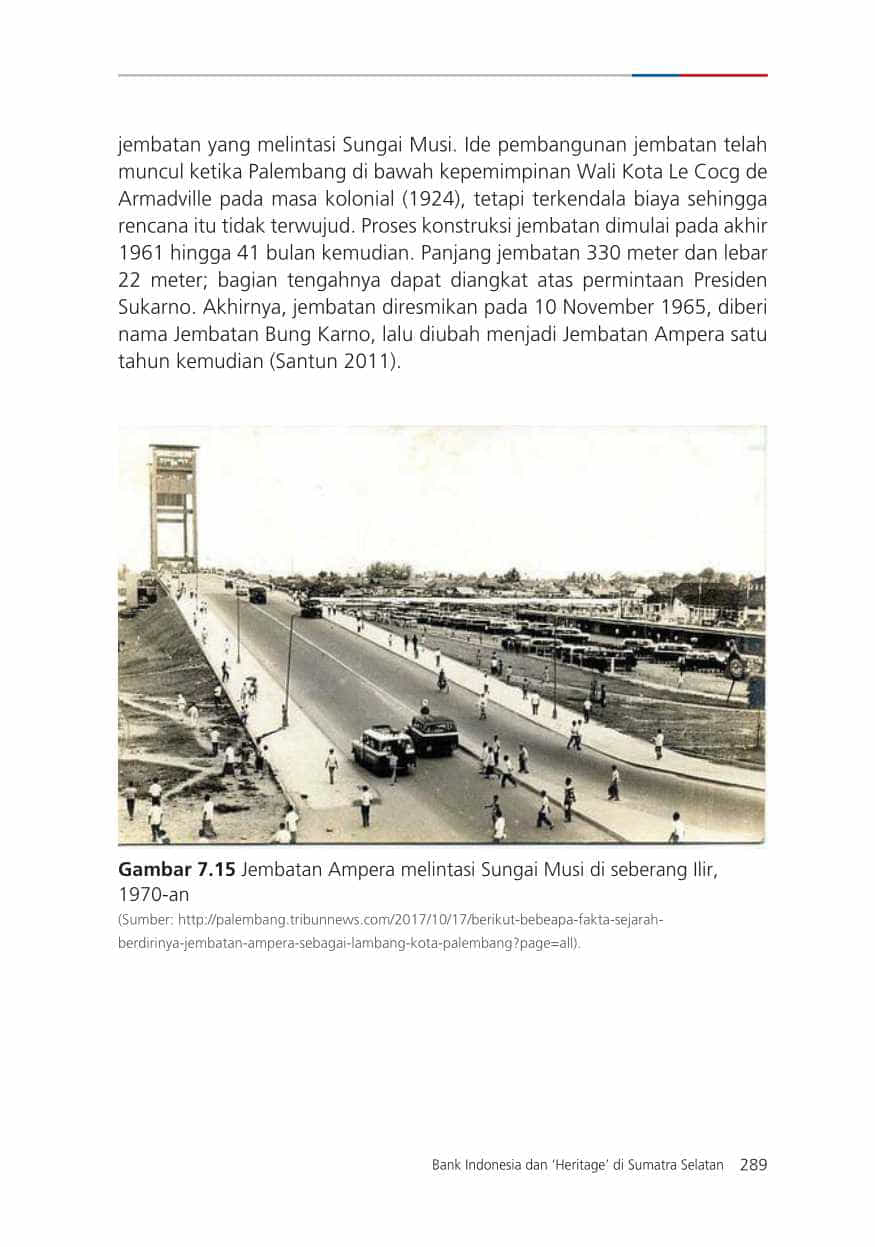 jembatan yang melintasi Sungai Musi. Ide pembangunan jembatan telah
muncul ketika Palembang di bawah kepemimpinan Wali Kota Le Cocg de
Armadville pada masa kolonial (1924), tetapi terkendala biaya sehingga
rencana itu tidak terwujud. Proses konstruksi jembatan dimulai pada akhir
1961 hingga 41 bulan kemudian. Panjang jembatan 330 meter dan lebar
22 meter; bagian tengahnya dapat diangkat atas permintaan Presiden
Sukarno. Akhirnya, jembatan diresmikan pada 10 November 1965, diberi
nama Jembatan Bung Karno, lalu diubah menjadi Jembatan Ampera satu
tahun kemudian (Santun 2011).
Gambar 7.15 Jembatan Ampera melintasi Sungai Musi di seberang Ilir,
1970-an
(Sumber: http://palembang.tribunnews.com/2017/10/17/berikut-bebeapa-fakta-sejarah-
berdirinya-jembatan-ampera-sebagai-lambang-kota-palembang?page=all).
Bank Indonesia dan ‘Heritage’ di Sumatra Selatan 289